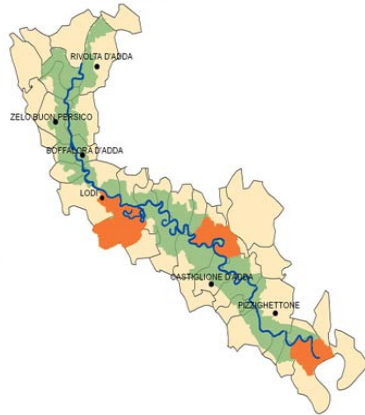 RIVOLTA D'ADDA
ZELO BUON PERSICO
BOFFALORA D'ADDA
LODI
CASTIGLIONE D'ADDA
PIZZIGHETTONE